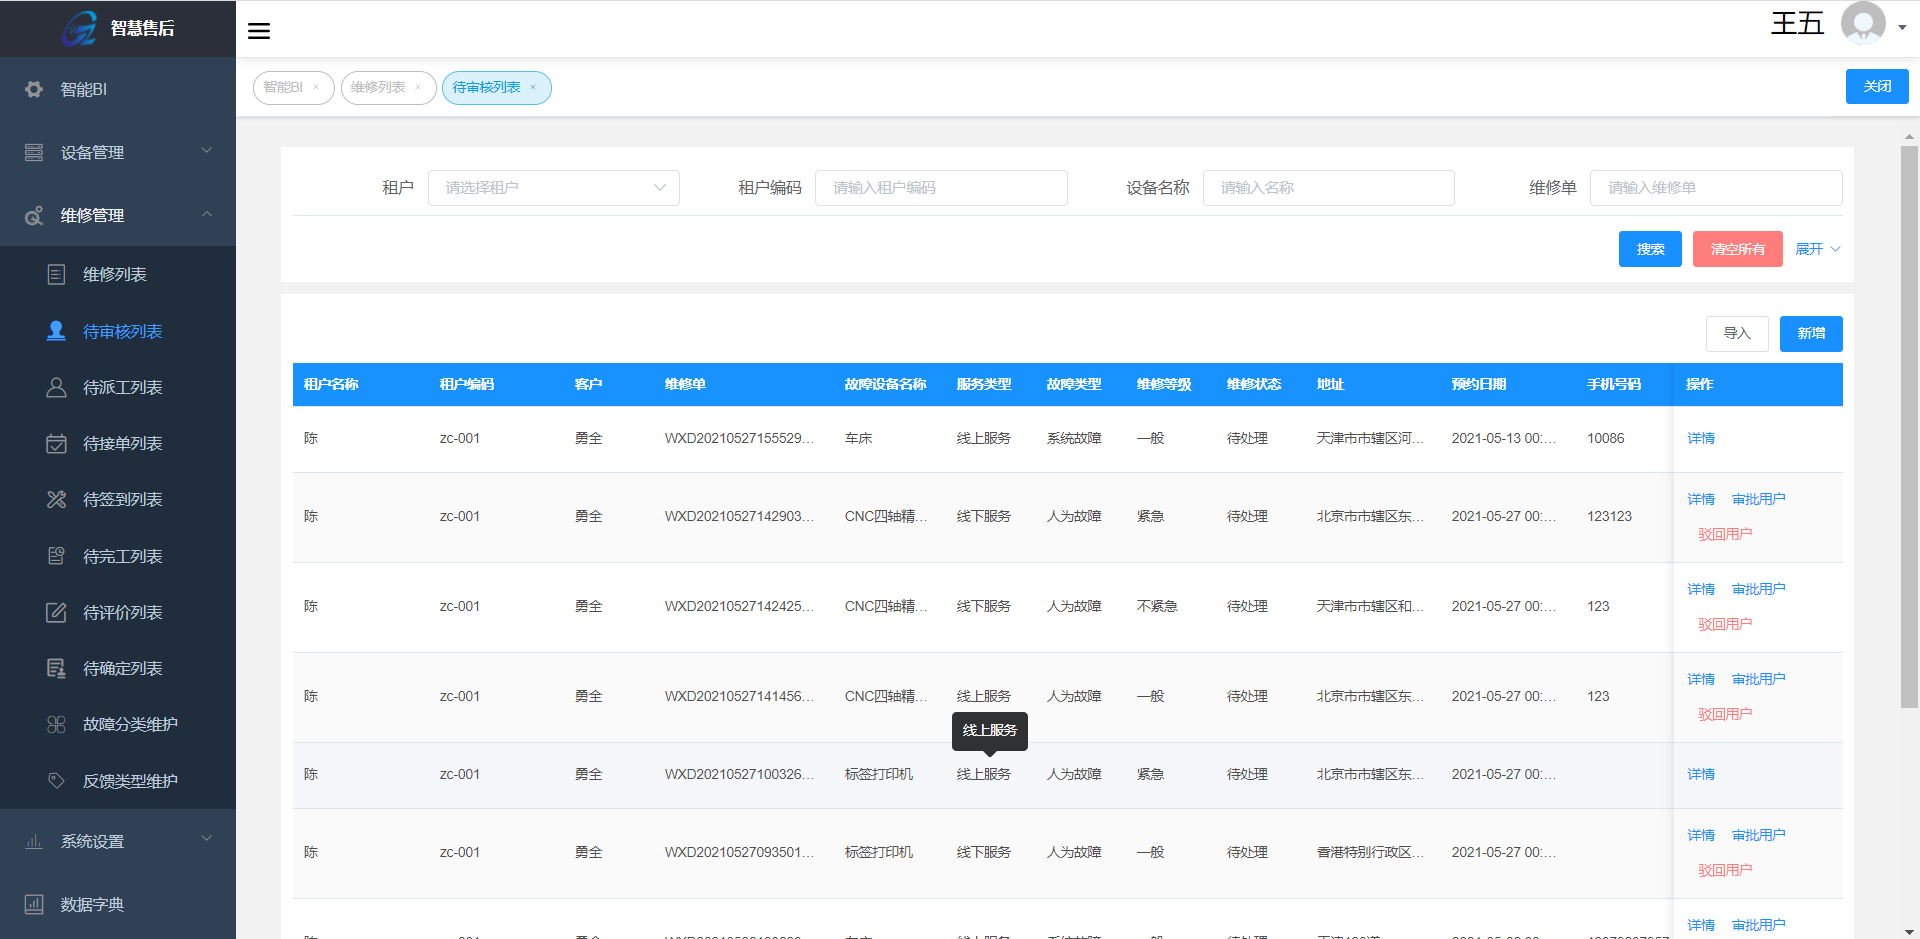 智慧售后
王五
智能BI
设备管理
维修管理
维修列表
待审核列表
待派工列表
待接单列表
待签到列表
待完工列表
待评价列表
待确定列表
故障分类维护
反馈类型维护
系统设置
数据字典
智能BI × 维修列表 × 待审核列表 ×
关闭
租户 请选择租户 租户编码 请输入租户编码 设备名称 请输入名称 维修单 请输入维修单
搜索 清空所有 展开
导入 新增
租户名称 租户编码 客户 维修单 故障设备名称 服务类型 故障类型 维修等级 维修状态 地址 预约日期 手机号码 操作
陈 zc-001 勇全 WXD20210527155529... 车床 线上服务 系统故障 一般 待处理 天津市市辖区河... 2021-05-13 00:... 10086 详情
陈 zc-001 勇全 WXD20210527142903... CNC四轴精... 线下服务 人为故障 紧急 待处理 北京市市辖区东... 2021-05-27 00:... 123123 详情 审批用户
驳回用户
陈 zc-001 勇全 WXD20210527142425... CNC四轴精... 线下服务 人为故障 不紧急 待处理 天津市市辖区和... 2021-05-27 00:... 123 详情 审批用户
驳回用户
陈 zc-001 勇全 WXD20210527141456... CNC四轴精... 线上服务 人为故障 一般 待处理 北京市市辖区东... 2021-05-27 00:... 123 详情 审批用户
驳回用户
线上服务
陈 zc-001 勇全 WXD20210527100326... 标签打印机 线上服务 人为故障 紧急 待处理 北京市市辖区东... 2021-05-27 00:... 详情
陈 zc-001 勇全 WXD20210527093501... 标签打印机 线下服务 人为故障 一般 待处理 香港特别行政区... 2021-05-27 00:... 详情 审批用户
驳回用户
详情 审批用户